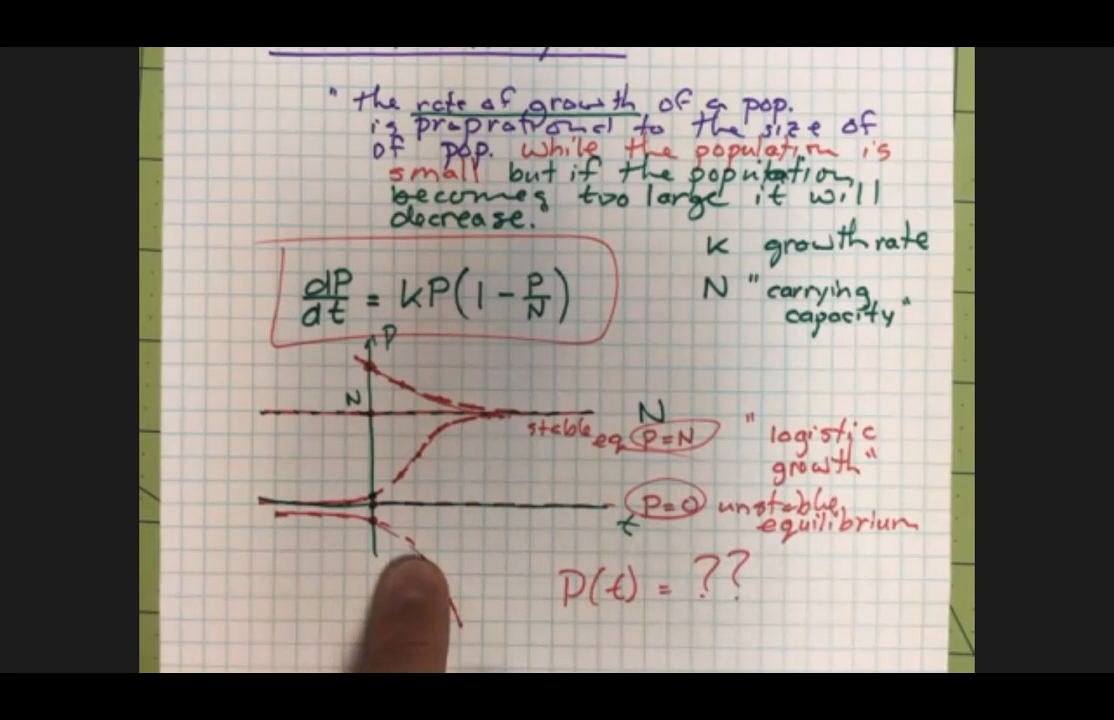 " the rate of growth of a pop.
is proprotional to the size of
of pop. while the population is
small but if the population
becomes too large it will
decrease.
k growth rate
dP/dt = kP(1 - P/N)
N "carrying
capacity"
P
N
N
stable eq P=N
"logistic
growth"
P=0 unstable
equilibrium
t
P(t) = ??